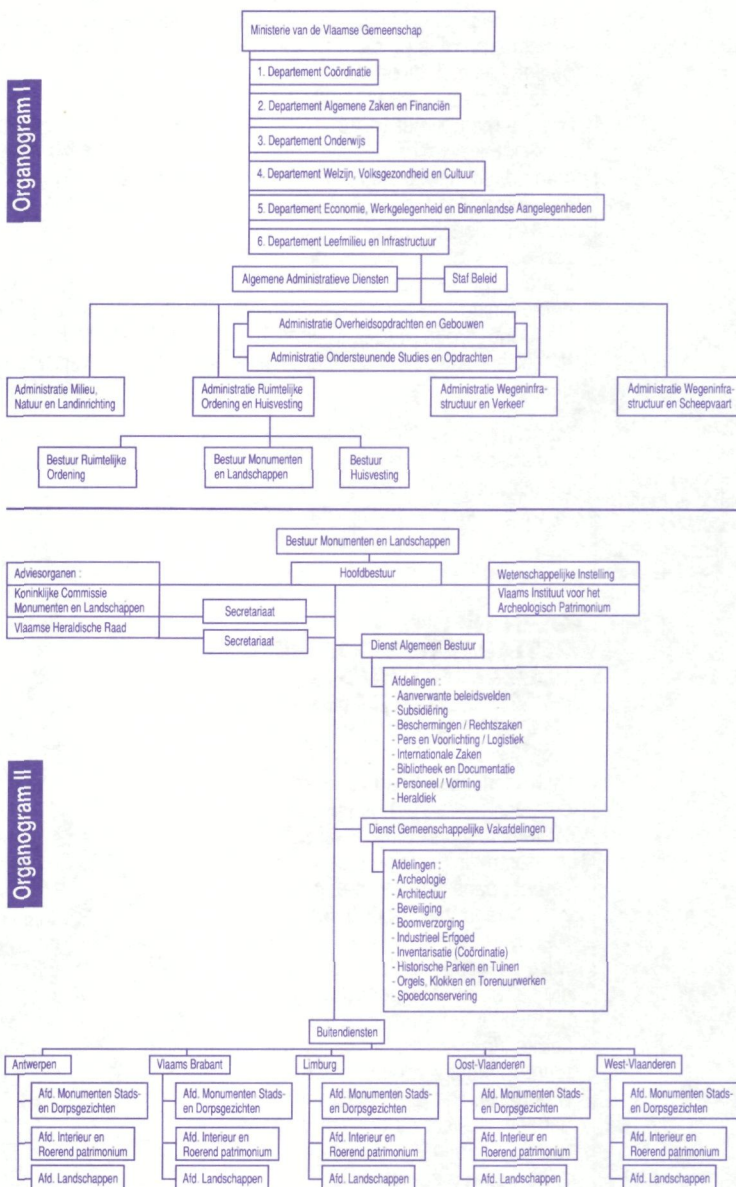 Organogram I
Ministerie van de Vlaamse Gemeenschap
1. Departement Coördinatie
2. Departement Algemene Zaken en Financiën
3. Departement Onderwijs
4. Departement Welzijn, Volksgezondheid en Cultuur
5. Departement Economie, Werkgelegenheid en Binnenlandse Aangelegenheden
6. Departement Leefmilieu en Infrastructuur
Algemene Administratieve Diensten
Staf Beleid
Administratie Overheidsopdrachten en Gebouwen
Administratie Ondersteunende Studies en Opdrachten
Administratie Milieu,
Natuur en Landinrichting
Administratie Ruimtelijke
Ordening en Huisvesting
Administratie Wegeninfra-
structuur en Verkeer
Administratie Wegeninfra-
structuur en Scheepvaart
Bestuur Ruimtelijke
Ordening
Bestuur Monumenten
en Landschappen
Bestuur
Huisvesting
Organogram II
Bestuur Monumenten en Landschappen
Hoofdbestuur
Adviesorganen :
Koninklijke Commissie
Monumenten en Landschappen
Vlaamse Heraldische Raad
Secretariaat
Secretariaat
Wetenschappelijke Instelling
Vlaams Instituut voor het
Archeologisch Patrimonium
Dienst Algemeen Bestuur
Afdelingen :
- Aanverwante beleidsvelden
- Subsidiëring
- Beschermingen / Rechtszaken
- Pers en Voorlichting / Logistiek
- Internationale Zaken
- Bibliotheek en Documentatie
- Personeel / Vorming
- Heraldiek
Dienst Gemeenschappelijke Vakafdelingen
Afdelingen :
- Archeologie
- Architectuur
- Beveiliging
- Boomverzorging
- Industrieel Erfgoed
- Inventarisatie (Coördinatie)
- Historische Parken en Tuinen
- Orgels, Klokken en Torenuurwerken
- Spoedconservering
Buitendiensten
Antwerpen
Afd. Monumenten Stads-
en Dorpsgezichten
Afd. Interieur en
Roerend patrimonium
Afd. Landschappen
Vlaams Brabant
Afd. Monumenten Stads-
en Dorpsgezichten
Afd. Interieur en
Roerend patrimonium
Afd. Landschappen
Limburg
Afd. Monumenten Stads-
en Dorpsgezichten
Afd. Interieur en
Roerend patrimonium
Afd. Landschappen
Oost-Vlaanderen
Afd. Monumenten Stads-
en Dorpsgezichten
Afd. Interieur en
Roerend patrimonium
Afd. Landschappen
West-Vlaanderen
Afd. Monumenten Stads-
en Dorpsgezichten
Afd. Interieur en
Roerend patrimonium
Afd. Landschappen